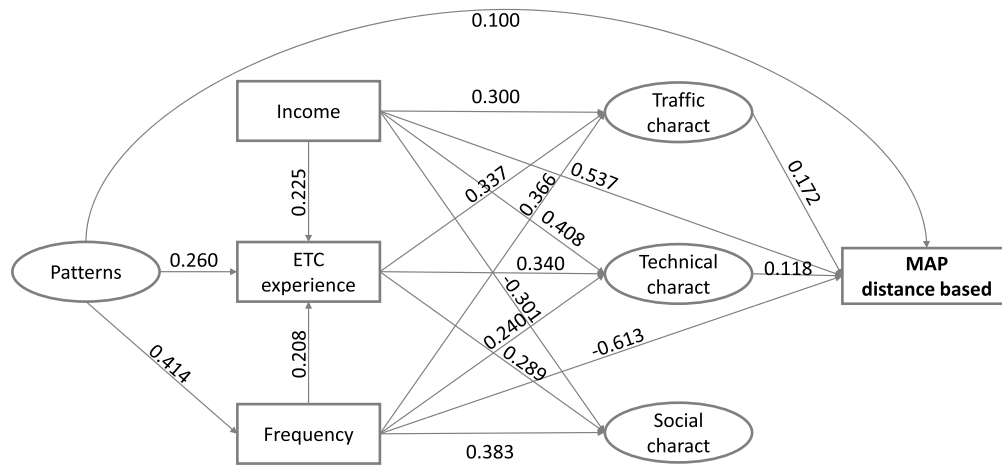 0.100
Income
0.300
Traffic
charact
0.225
0.337
0.366
0.537
0.172
0.408
Patterns
0.260
ETC
experience
0.340
Technical
charact
0.118
MAP
distance based
-0.301
0.240
0.289
-0.613
0.208
0.414
Frequency
0.383
Social
charact